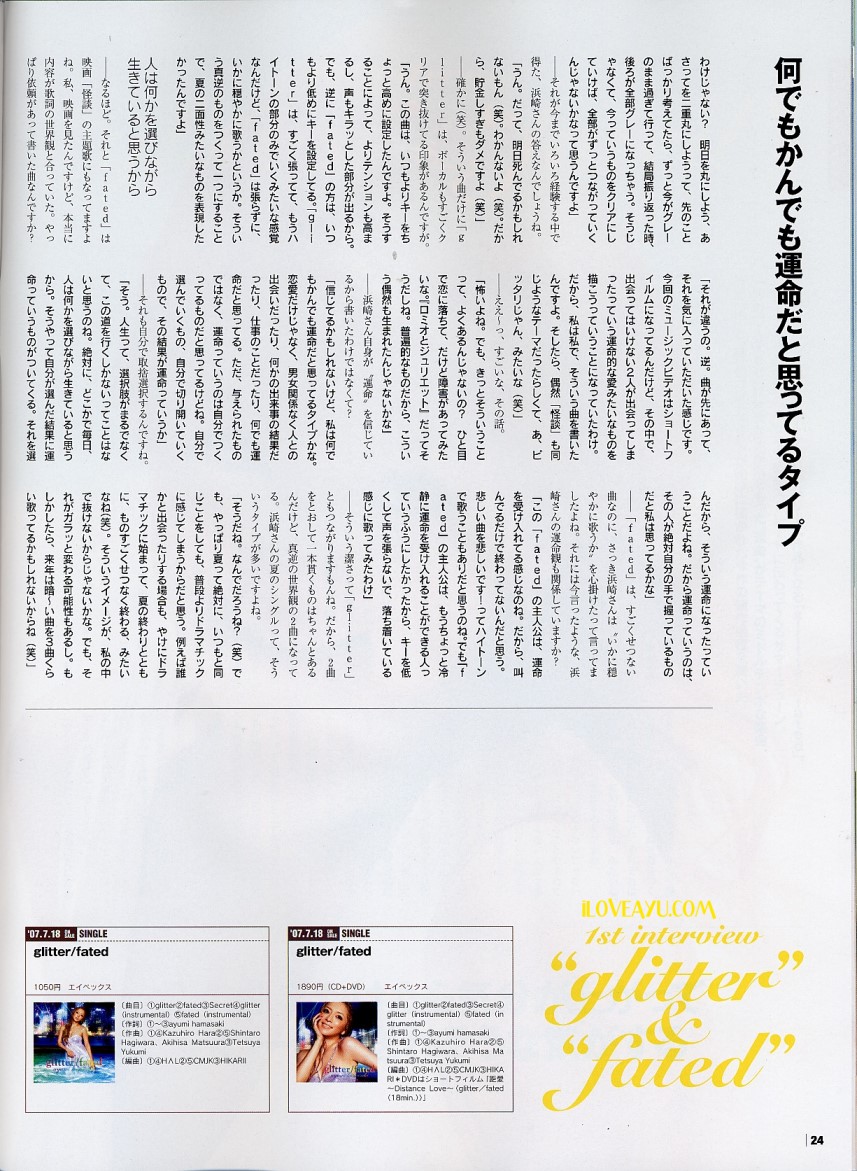 何でもかんでも運命だと思ってるタイプ
わけじゃない？　明日を丸にしよう、あ
さってを二重丸にしようって、先のこと
ばっかり考えてたら、ずっと今がグレー
のまま過ぎて行って、結局振り返った時、
後ろが全部グレーになっちゃう。そうじ
ゃなくて、今っていうものをクリアにし
ていけば、全部がずっとつながっていく
んじゃないかなって思うんですよ」
──それが今までいろいろ経験する中で
得た、浜崎さんの答えなんでしょうね。
「うん。だって、明日死んでるかもしれ
ないもん（笑）。わかんないよ（笑）。だか
ら、貯金しすぎもダメですよ（笑）」
──確かに（笑）。そういう曲だけに「g
litter」は、ボーカルもすごくク
リアで突き抜けてる印象があるんですが。
「うん。この曲は、いつもよりキーをち
ょっと高めに設定したんですよ。そうす
ることによって、よりテンションも高ま
るし、声もキラッとした部分が出るから。
でも、逆に「fated」の方は、いつ
もより低めにキーを設定してる。「gli
tter」は、すごく張ってて、もうハ
イトーンの部分のみでいくみたいな感覚
なんだけど、「fated」は張らずに、
いかに穏やかに歌うかというか。そうい
う真逆のものをつくって一つにすること
で、夏の二面性みたいなものを表現した
かったんですよ」
人は何かを選びながら
生きていると思うから
──なるほど。それと「fated」は
映画「怪談」の主題歌にもなってますよ
ね。私、映画を見たんですけど、本当に
内容が歌詞の世界観と合っていた。やっ
ぱり依頼があって書いた曲なんですか？
「それが違うの。逆。曲が先にあって、
それを気に入っていただいた感じです。
今回のミュージックビデオはショートフ
ィルムになってるんだけど、その中で、
出会ってはいけない2人が出会ってしま
ったっていう運命的な愛みたいなものを
描こうっていうことになっていたわけ。
だから、私は私で、そういう曲を書いた
んですよ。そしたら、偶然「怪談」も同
じようなテーマだったらしくて、あ、ピ
ッタリじゃん、みたいな（笑）」
──ええ〜っ、すごいな、その話。
「怖いよね。でも、きっとそういうこと
って、よくあるんじゃないの？　ひと目
で恋に落ちて、だけど障害があってみた
いな。『ロミオとジュリエット』だってそ
うだしね。普遍的なものだから、こうい
う偶然も生まれたんじゃないかな」
──浜崎さん自身が〝運命〟を信じてい
るから書いたわけではなくて？
「信じてるかもしれないけど、私は何で
もかんでも運命だと思ってるタイプかな。
恋愛だけじゃなく、男女関係なく人との
出会いだったり、何かの出来事の結果だ
ったり、仕事のことだったり、何でも運
命だと思ってる。ただ、与えられたもの
ではなく、運命っていうのは自分でつく
ってるものだと思ってるけどね。自分で
選んでいくもの、自分で切り開いていく
もので、その結果が運命っていうか」
──それも自分で取捨選択するんですね。
「そう。人生って、選択肢がまるでなく
て、この道を行くしかないってことはな
いと思うのね。絶対に、どこかで毎日、
人は何かを選びながら生きていると思う
から。そうやって自分が選んだ結果に運
命っていうものがついてくる。それを選
んだから、そういう運命になったってい
うことだよね。だから運命っていうのは、
その人が絶対自分の手で握っているもの
だと私は思ってるかな」
──「fated」は、すごくせつない
曲なのに、さっき浜崎さんは〝いかに穏
やかに歌うか〟を心掛けたって言ってま
したよね。それには今言ったような、浜
崎さんの運命観も関係していますか？
「この「fated」の主人公は、運命
を受け入れてる感じなのね。だから、叫
んでるだけで終わってないんだと思う。
悲しい曲を悲しいです！ってハイトーン
で歌うこともありだと思うのね。でも「f
ated」の主人公は、もうちょっと冷
静に運命を受け入れることができる人っ
ていうふうにしたかったから、キーを低
くして声を張らないで、落ち着いている
感じに歌ってみたわけ」
──そういう潔さって「glitter」
ともつながりますもんね。だから、2曲
をとおして一本貫くものはちゃんとある
んだけど、真逆の世界観の2曲になって
る。浜崎さんの夏のシングルって、そう
いうタイプが多いですよね。
「そうだね。なんでだろうね？（笑）で
も、やっぱり夏って絶対に、いつもと同
じことをしても、普段よりドラマチック
に感じてしまうからだと思う。例えば誰
かと出会ったりする場合も、やけにドラ
マチックに始まって、夏の終わりととも
に、ものすごくせつなく終わる、みたい
なね（笑）。そういうイメージが、私の中
で抜けないからじゃないかな。でも、そ
れがガラッと変わる可能性もあるし。も
しかしたら、来年は暗〜い曲を3曲くら
い歌ってるかもしれないからね（笑）」
'07.7.18 ON SALE SINGLE
glitter/fated
1050円　エイベックス
〔曲目〕①glitter②fated③Secret④glitter
(instrumental) ⑤fated (instrumental)
〔作詞〕①〜③ayumi hamasaki
〔作曲〕①④Kazuhiro Hara②⑤Shintaro
Hagiwara、Akihisa Matsuura③Tetsuya
Yukumi
〔編曲〕①④HΛL②⑤CMJK③HIKARI
glitter/fated
'07.7.18 ON SALE SINGLE
glitter/fated
1890円（CD+DVD）　エイベックス
〔曲目〕①glitter②fated③Secret④
glitter (instrumental) ⑤fated (in
strumental)
〔作詞〕①〜③ayumi hamasaki
〔作曲〕①④Kazuhiro Hara②⑤
Shintaro Hagiwara、Akihisa Ma
tsuura③Tetsuya Yukumi
〔編曲〕①④HΛL②⑤CMJK③HIKA
RI＊DVDはショートフィルム「距愛
〜Distance Love〜（glitter／fated
(18min.)）」
glitter/fated
iLOVEAYU.COM
1st interview
“glitter”
&
“fated”
24